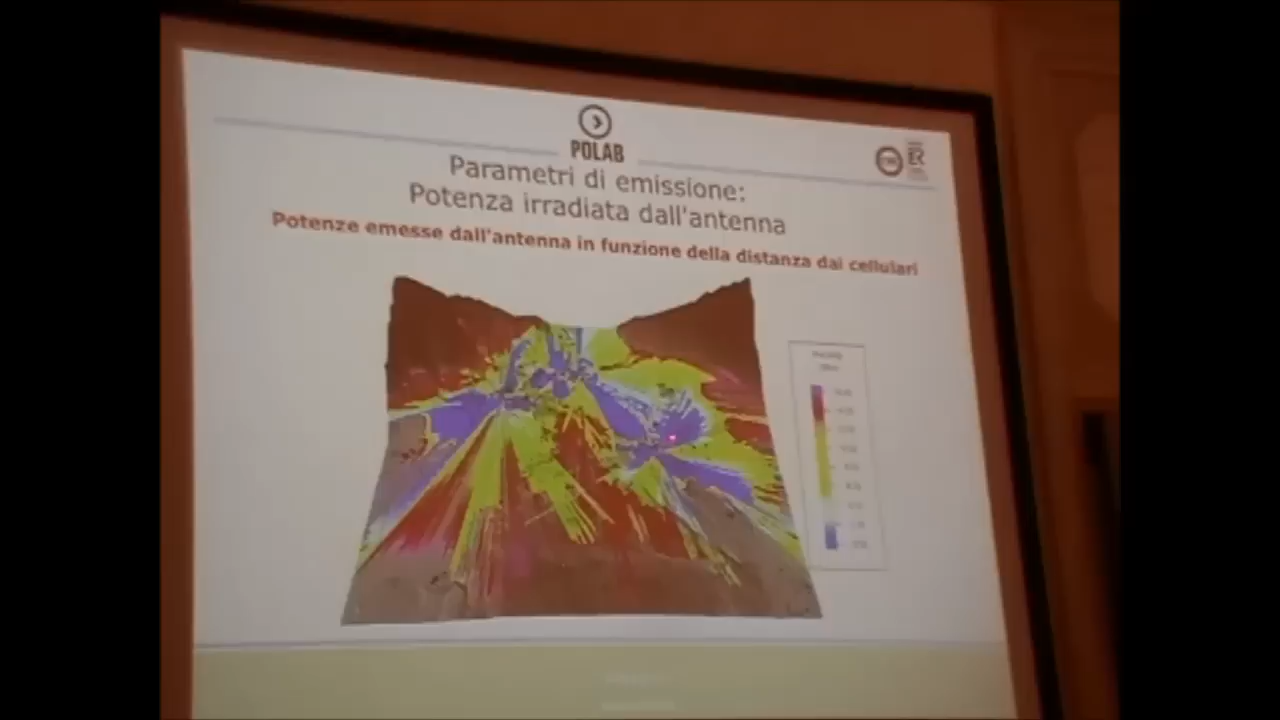 POLAB
Parametri di emissione:
Potenza irradiata dall'antenna
Potenze emesse dall'antenna in funzione della distanza dai cellulari